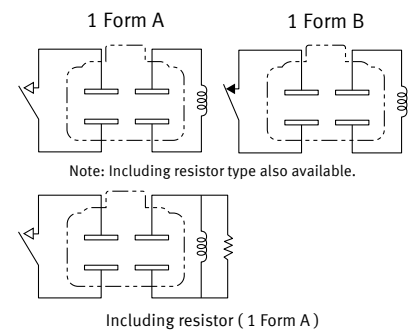 1 Form A
1 Form B
Note: Including resistor type also available.
Including resistor ( 1 Form A )